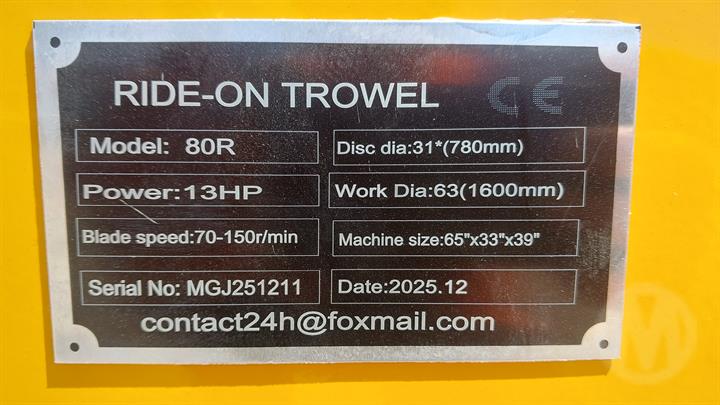 RIDE-ON TROWEL CE
Model: 80R
Disc dia:31*(780mm)
Power:13HP
Work Dia:63(1600mm)
Blade speed:70-150r/min
Machine size:65"x33"x39"
Serial No: MGJ251211
Date:2025.12
contact24h@foxmail.com
M